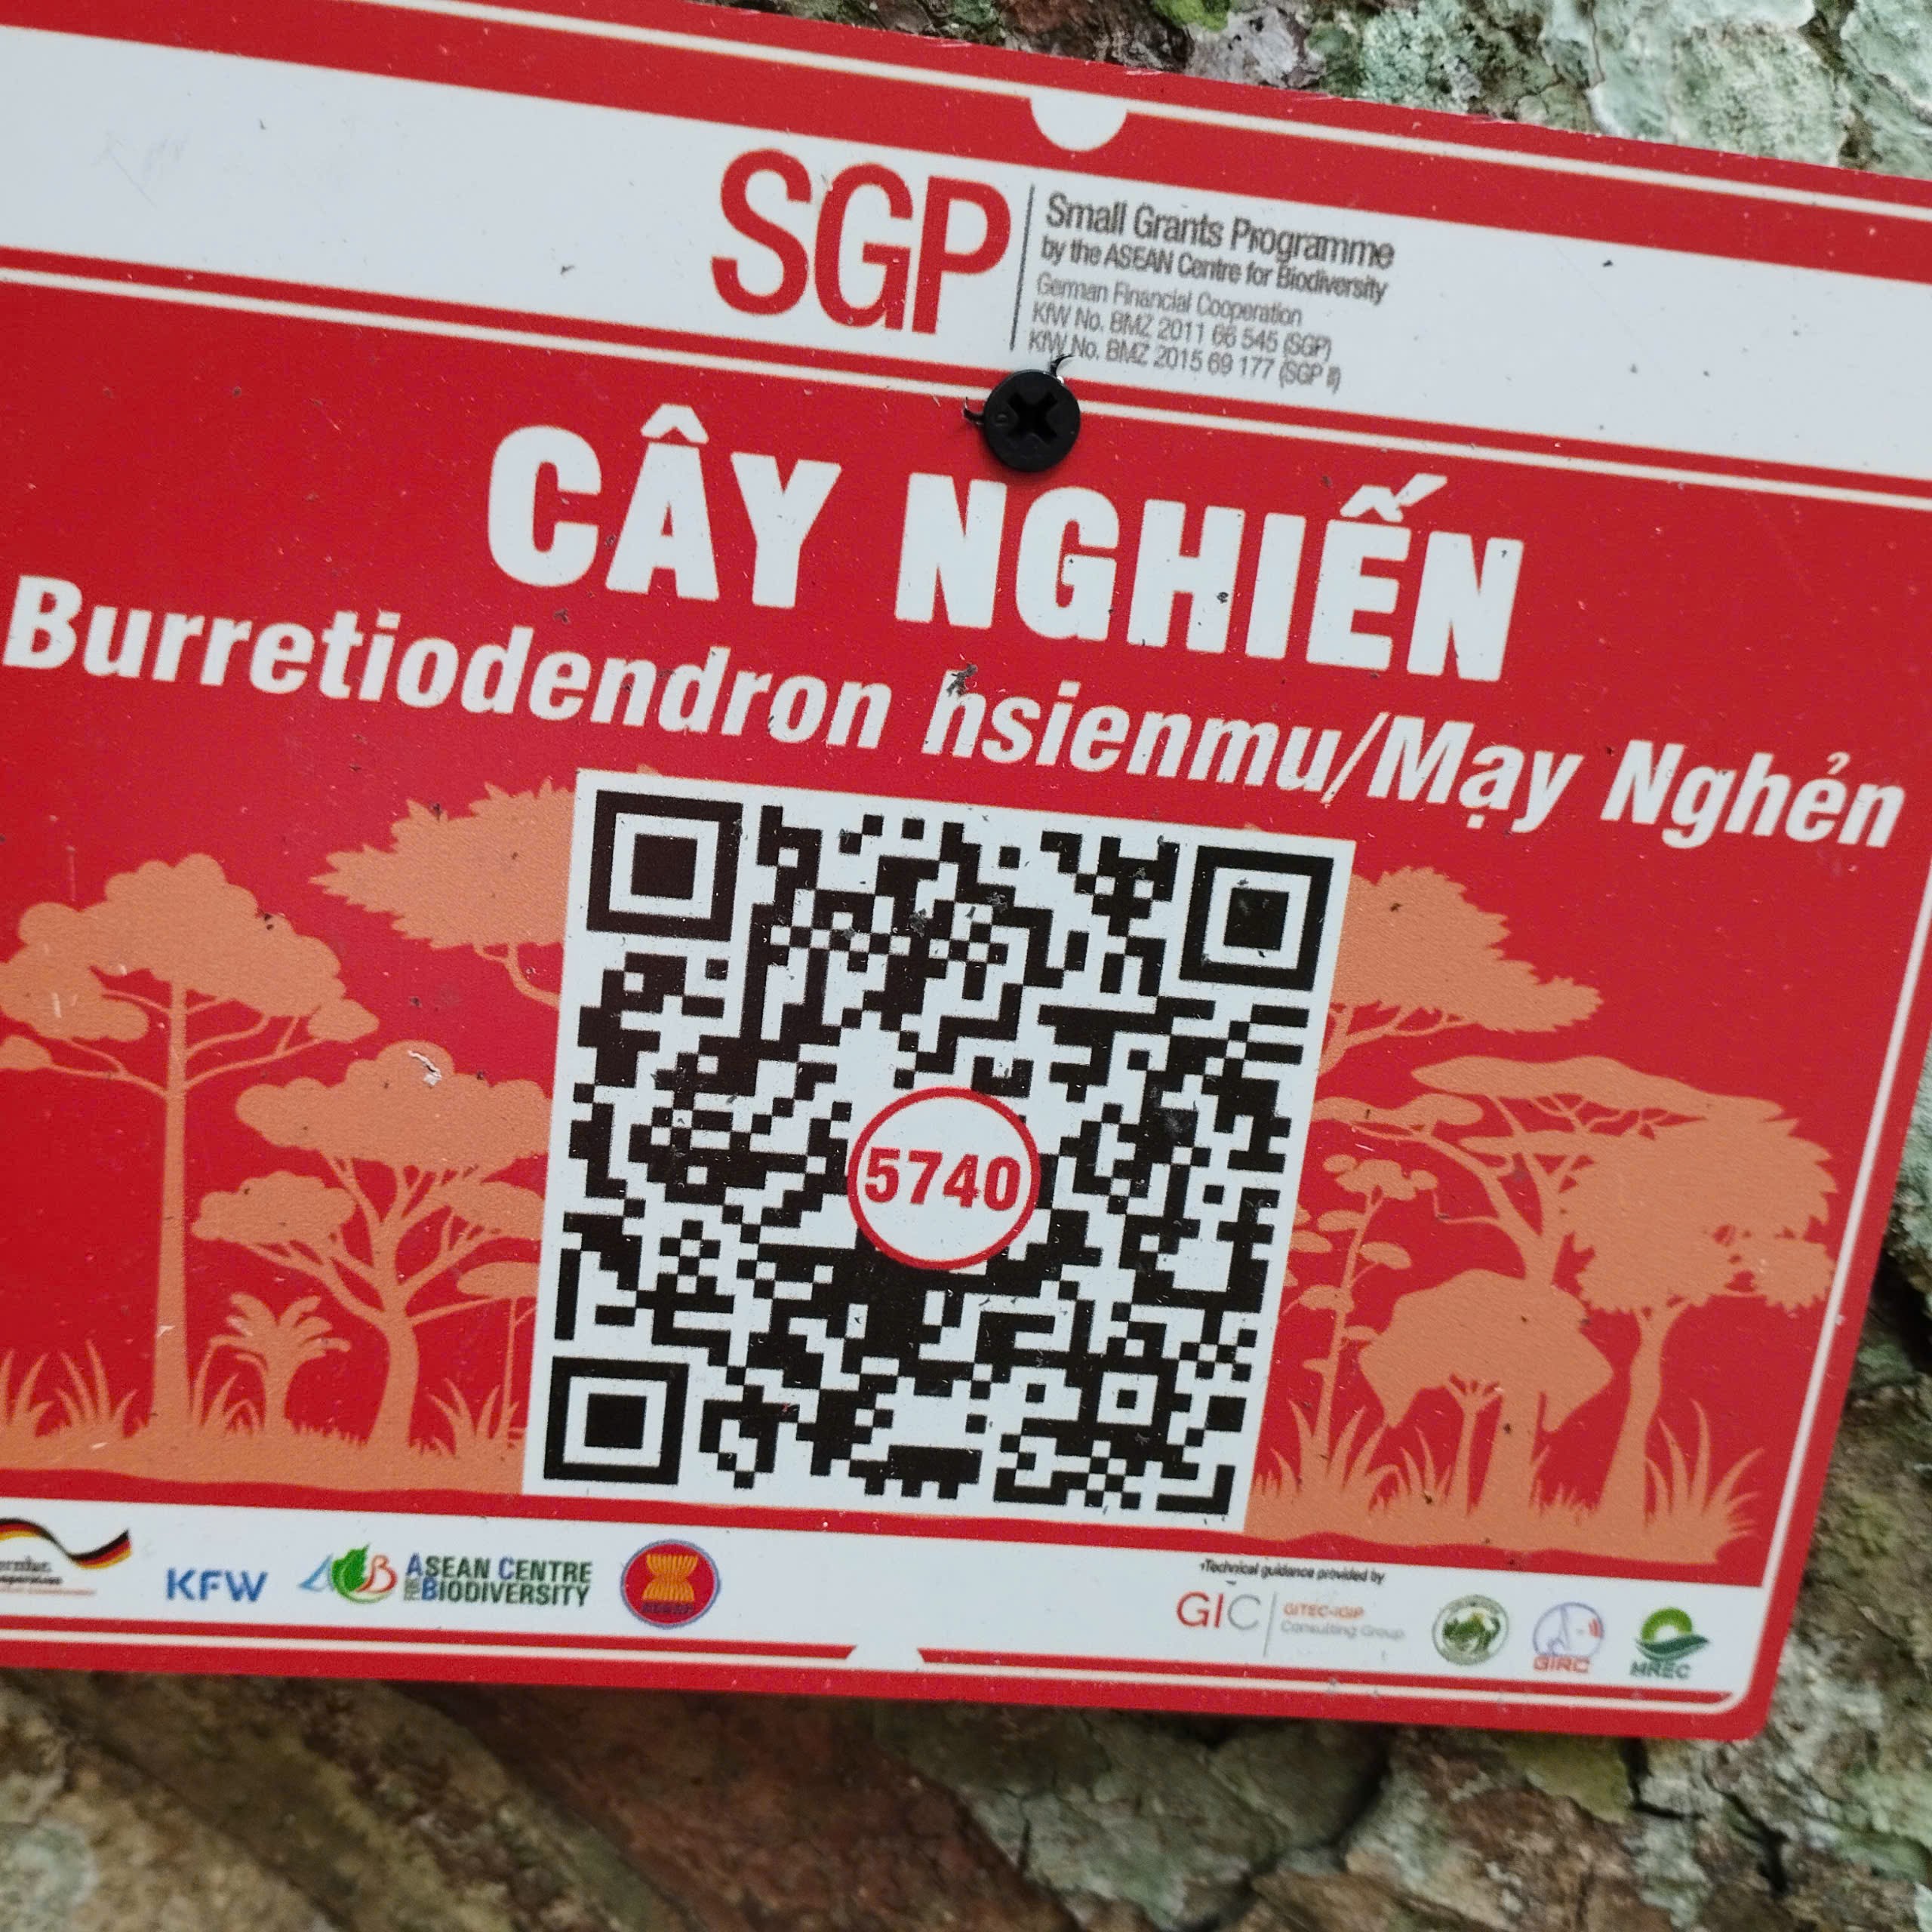 SGP
Small Grants Programme
by the ASEAN Centre for Biodiversity
German Financial Cooperation
KfW No. BMZ 2011 66 545 (SGP)
KfW No. BMZ 2015 69 177 (SGP II)
CÂY NGHIẾN
Burretiodendron hsienmu/Mạy Nghẻn
5740
KFW
ACB
ASEAN CENTRE
FOR BIODIVERSITY
Technical guidance provided by
GIC
GITEC-IGIP
Consulting Group
GIRC
MREC